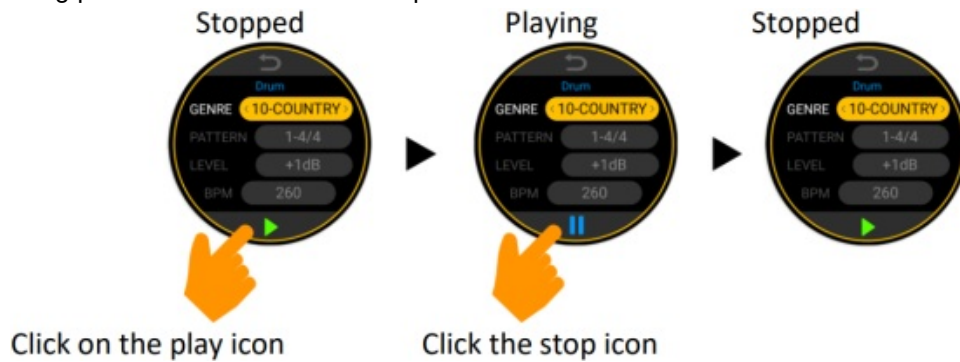 Stopped
Playing
Stopped
Drum
GENRE ‹10-COUNTRY›
PATTERN 1-4/4
LEVEL +1dB
BPM 260
Drum
GENRE ‹10-COUNTRY›
PATTERN 1-4/4
LEVEL +1dB
BPM 260
Drum
GENRE ‹10-COUNTRY›
PATTERN 1-4/4
LEVEL +1dB
BPM 260
Click on the play icon
Click the stop icon